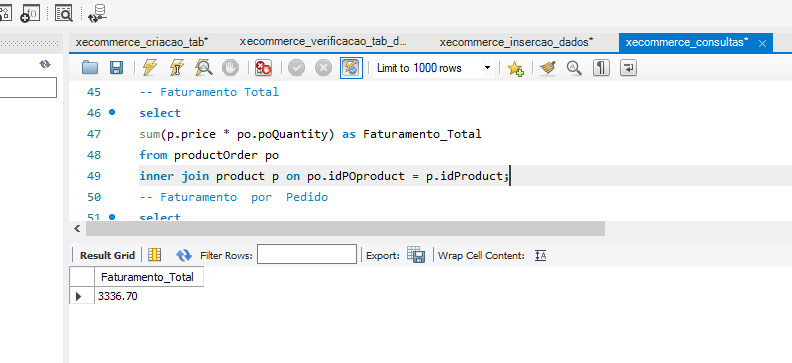 xecommerce_criacao_tab*
xecommerce_verificacao_tab_d...
xecommerce_insercao_dados*
xecommerce_consultas*
Limit to 1000 rows
45 -- Faturamento Total
46 select
47 sum(p.price * po.poQuantity) as Faturamento_Total
48 from productOrder po
49 inner join product p on po.idPOproduct = p.idProduct;
50 -- Faturamento por Pedido
51 select
Result Grid
Filter Rows:
Export:
Wrap Cell Content:
Faturamento_Total
3336.70